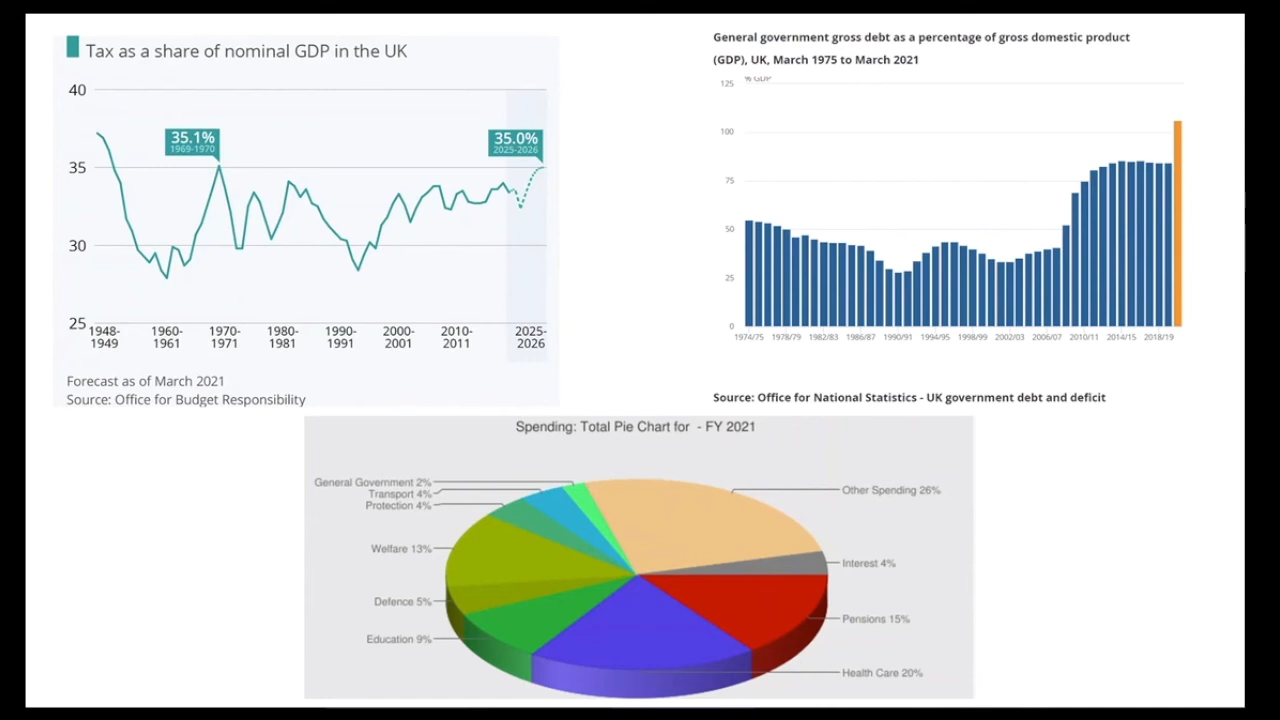 Tax as a share of nominal GDP in the UK
40
35.1%
1969-1970
35.0%
2025-2026
35
30
25
1948-
1949
1960-
1961
1970-
1971
1980-
1981
1990-
1991
2000-
2001
2010-
2011
2025-
2026
Forecast as of March 2021
Source: Office for Budget Responsibility
General government gross debt as a percentage of gross domestic product
(GDP), UK, March 1975 to March 2021
% GDP
125
100
75
50
25
0
1974/75 1978/79 1982/83 1986/87 1990/91 1994/95 1998/99 2002/03 2006/07 2010/11 2014/15 2018/19
Source: Office for National Statistics - UK government debt and deficit
Spending: Total Pie Chart for - FY 2021
General Government 2%
Transport 4%
Protection 4%
Welfare 13%
Defence 5%
Education 9%
Other Spending 26%
Interest 4%
Pensions 15%
Health Care 20%